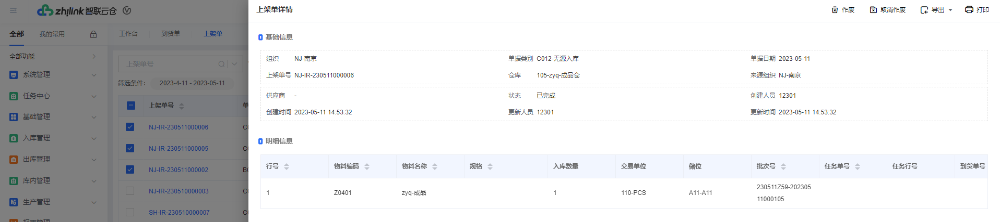 zhilink 智联云仓
全部 我的常用
工作台 到货单 上架单
全部功能
系统管理
任务中心
基础管理
入库管理
出库管理
库内管理
生产管理
上架单号
筛选条件： 2023-4-11 - 2023-05-11
上架单号
NJ-IR-230511000006
NJ-IR-230511000005
NJ-IR-230511000002
NJ-IR-230510000003
SH-IR-230510000007
上架单详情
作废 取消作废 导出 打印
基础信息
组织 NJ-南京 单据类别 C012-无源入库 单据日期 2023-05-11
上架单号 NJ-IR-230511000006 仓库 105-zyq-成品仓 来源组织 NJ-南京
供应商 - 状态 已完成 创建人员 12301
创建时间 2023-05-11 14:53:32 更新人员 12301 更新时间 2023-05-11 14:53:32
明细信息
行号 物料编码 物料名称 规格 入库数量 交易单位 储位 批次号 任务单号 任务行号 到货单号
1 Z0401 zyq-成品 1 110-PCS A11-A11 230511Z59-202305
11000105